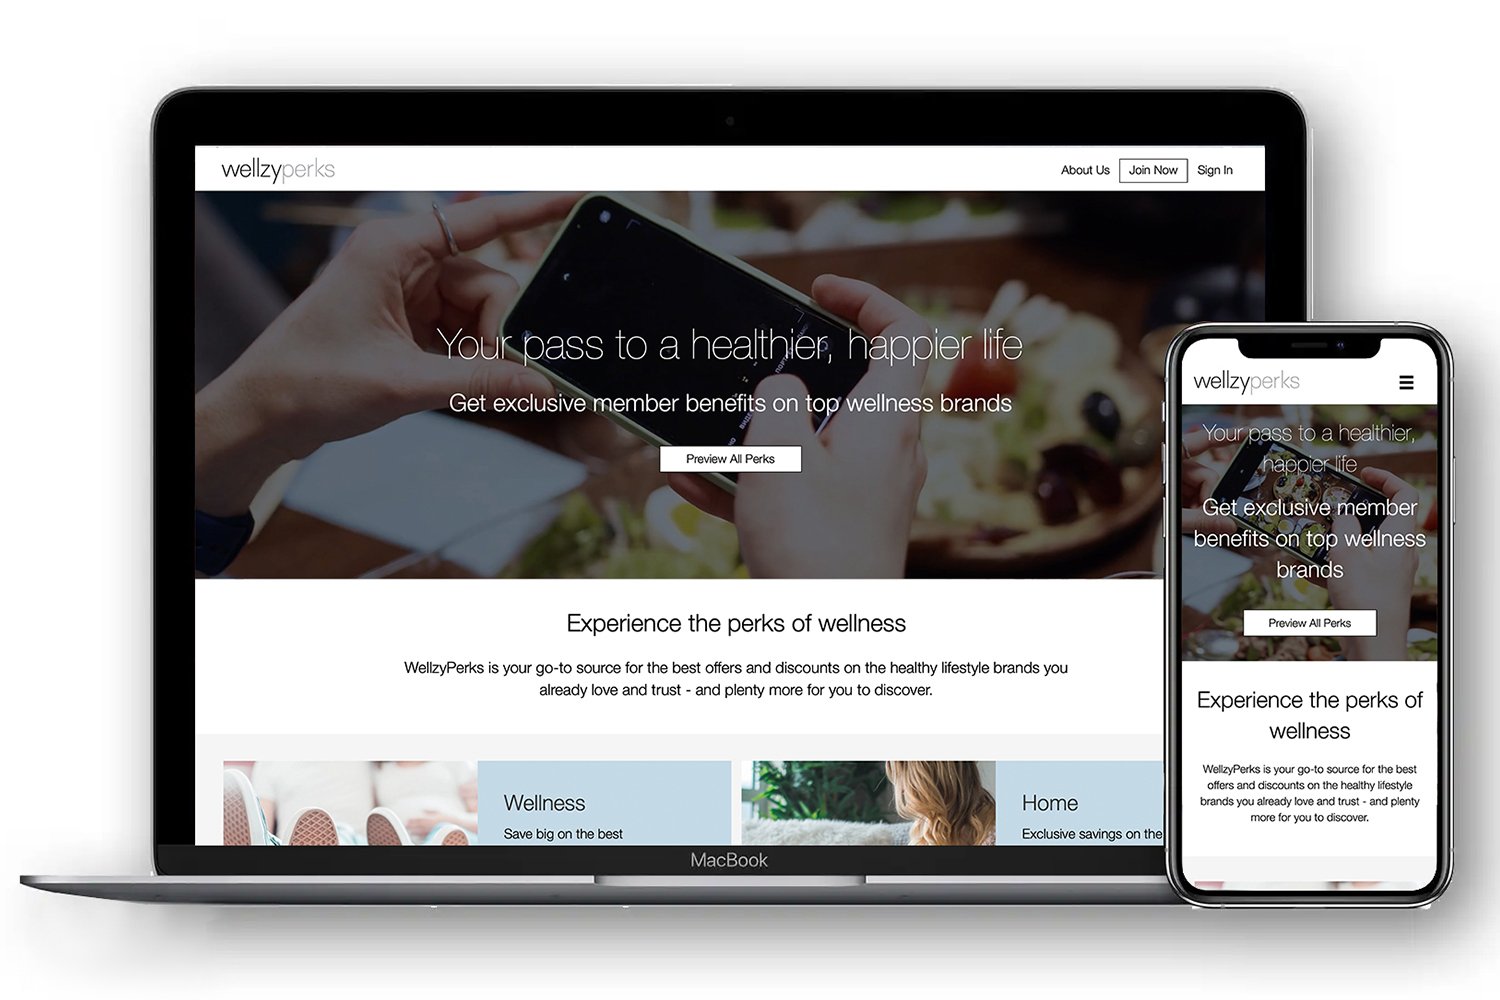 wellzyperks
About Us Join Now Sign In
Your pass to a healthier, happier life
Get exclusive member benefits on top wellness brands
Preview All Perks
Experience the perks of wellness
WellzyPerks is your go-to source for the best offers and discounts on the healthy lifestyle brands you
already love and trust - and plenty more for you to discover.
Wellness
Save big on the best
Home
Exclusive savings on the
MacBook
wellzyperks
Your pass to a healthier,
happier life
Get exclusive member
benefits on top wellness
brands
Preview All Perks
Experience the perks of
wellness
WellzyPerks is your go-to source for the best
offers and discounts on the healthy lifestyle
brands you already love and trust - and plenty
more for you to discover.